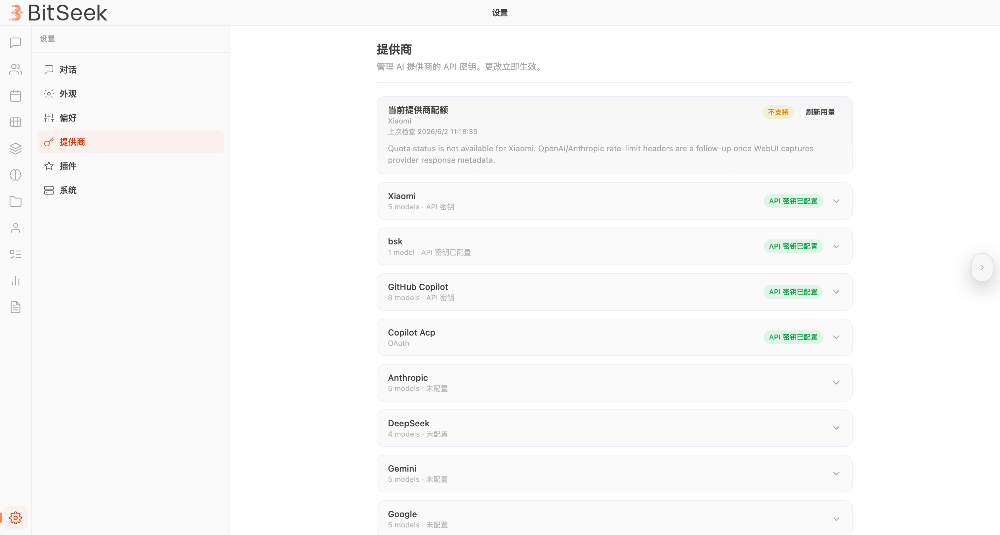 BitSeek
设置
设置
对话
外观
偏好
提供商
插件
系统
提供商
管理 AI 提供商的 API 密钥。更改立即生效。
当前提供商配额
不支持
刷新用量
Xiaomi
上次检查 2026/6/2 11:18:39
Quota status is not available for Xiaomi. OpenAI/Anthropic rate-limit headers are a follow-up once WebUI captures
provider response metadata.
Xiaomi
5 models · API 密钥
API 密钥已配置
bsk
1 model · API 密钥已配置
API 密钥已配置
GitHub Copilot
8 models · API 密钥
API 密钥已配置
Copilot Acp
OAuth
API 密钥已配置
Anthropic
5 models · 未配置
DeepSeek
4 models · 未配置
Gemini
5 models · 未配置
Google
5 models · 未配置